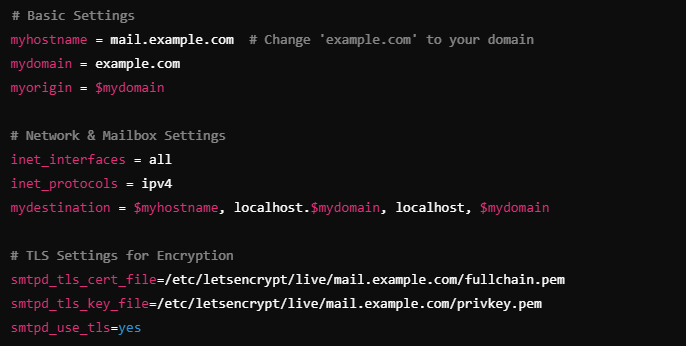 # Basic Settings
myhostname = mail.example.com  # Change 'example.com' to your domain
mydomain = example.com
myorigin = $mydomain
# Network & Mailbox Settings
inet_interfaces = all
inet_protocols = ipv4
mydestination = $myhostname, localhost.$mydomain, localhost, $mydomain
# TLS Settings for Encryption
smtpd_tls_cert_file=/etc/letsencrypt/live/mail.example.com/fullchain.pem
smtpd_tls_key_file=/etc/letsencrypt/live/mail.example.com/privkey.pem
smtpd_use_tls=yes